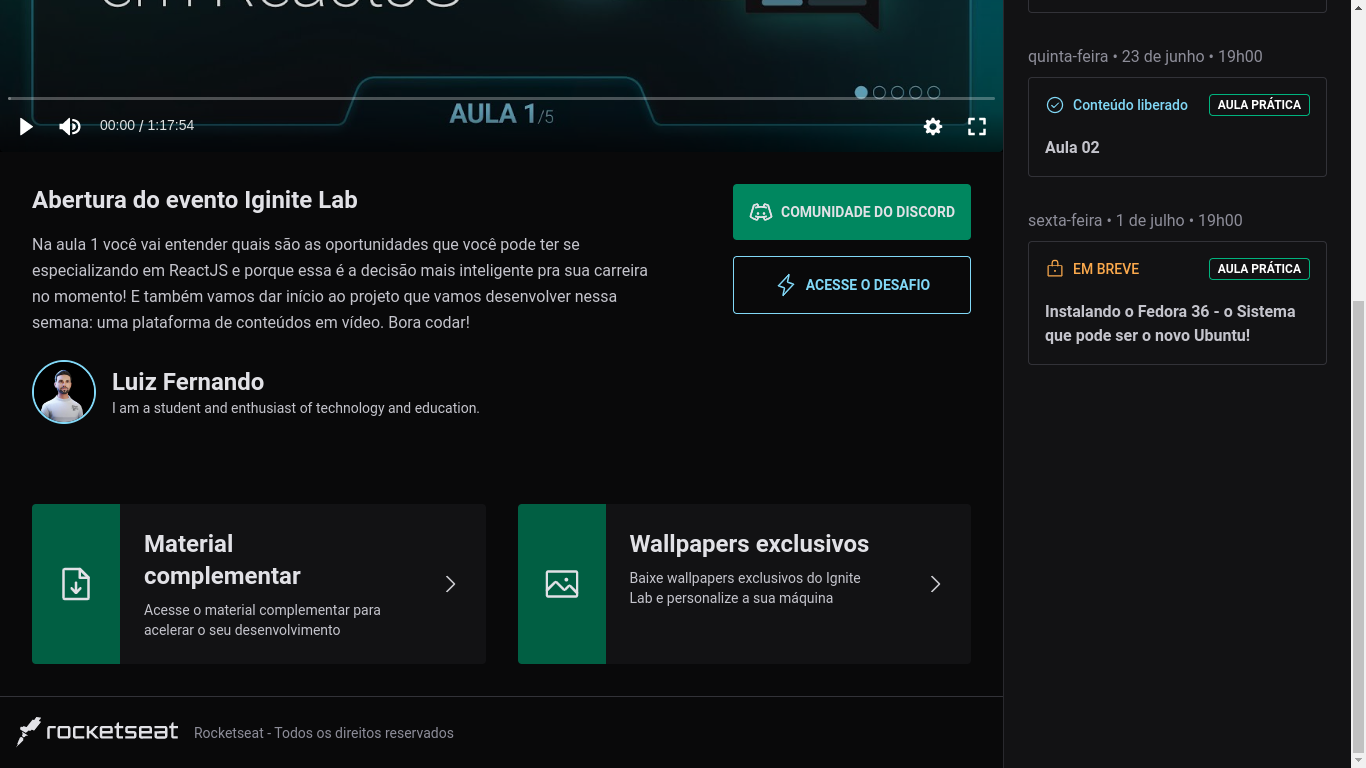 em ReactJS
AULA 1/5
00:00 / 1:17:54
Abertura do evento Iginite Lab
Na aula 1 você vai entender quais são as oportunidades que você pode ter se
especializando em ReactJS e porque essa é a decisão mais inteligente pra sua carreira
no momento! E também vamos dar início ao projeto que vamos desenvolver nessa
semana: uma plataforma de conteúdos em vídeo. Bora codar!
COMUNIDADE DO DISCORD
ACESSE O DESAFIO
Luiz Fernando
I am a student and enthusiast of technology and education.
Material
complementar
Acesse o material complementar para
acelerar o seu desenvolvimento
Wallpapers exclusivos
Baixe wallpapers exclusivos do Ignite
Lab e personalize a sua máquina
rocketseat
Rocketseat - Todos os direitos reservados
quinta-feira • 23 de junho • 19h00
Conteúdo liberado
AULA PRÁTICA
Aula 02
sexta-feira • 1 de julho • 19h00
EM BREVE
AULA PRÁTICA
Instalando o Fedora 36 - o Sistema
que pode ser o novo Ubuntu!